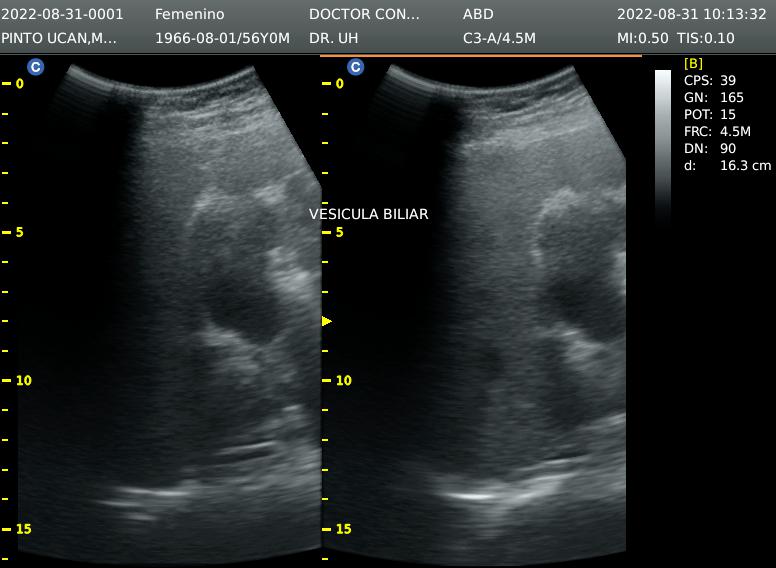 2022-08-31-0001 Femenino DOCTOR CON... ABD 2022-08-31 10:13:32
PINTO UCAN,M... 1966-08-01/56Y0M DR. UH C3-A/4.5M MI:0.50 TIS:0.10
C C
[B]
CPS: 39
GN: 165
POT: 15
FRC: 4.5M
DN: 90
d: 16.3 cm
VESICULA BILIAR
0 0
5 5
10 10
15 15